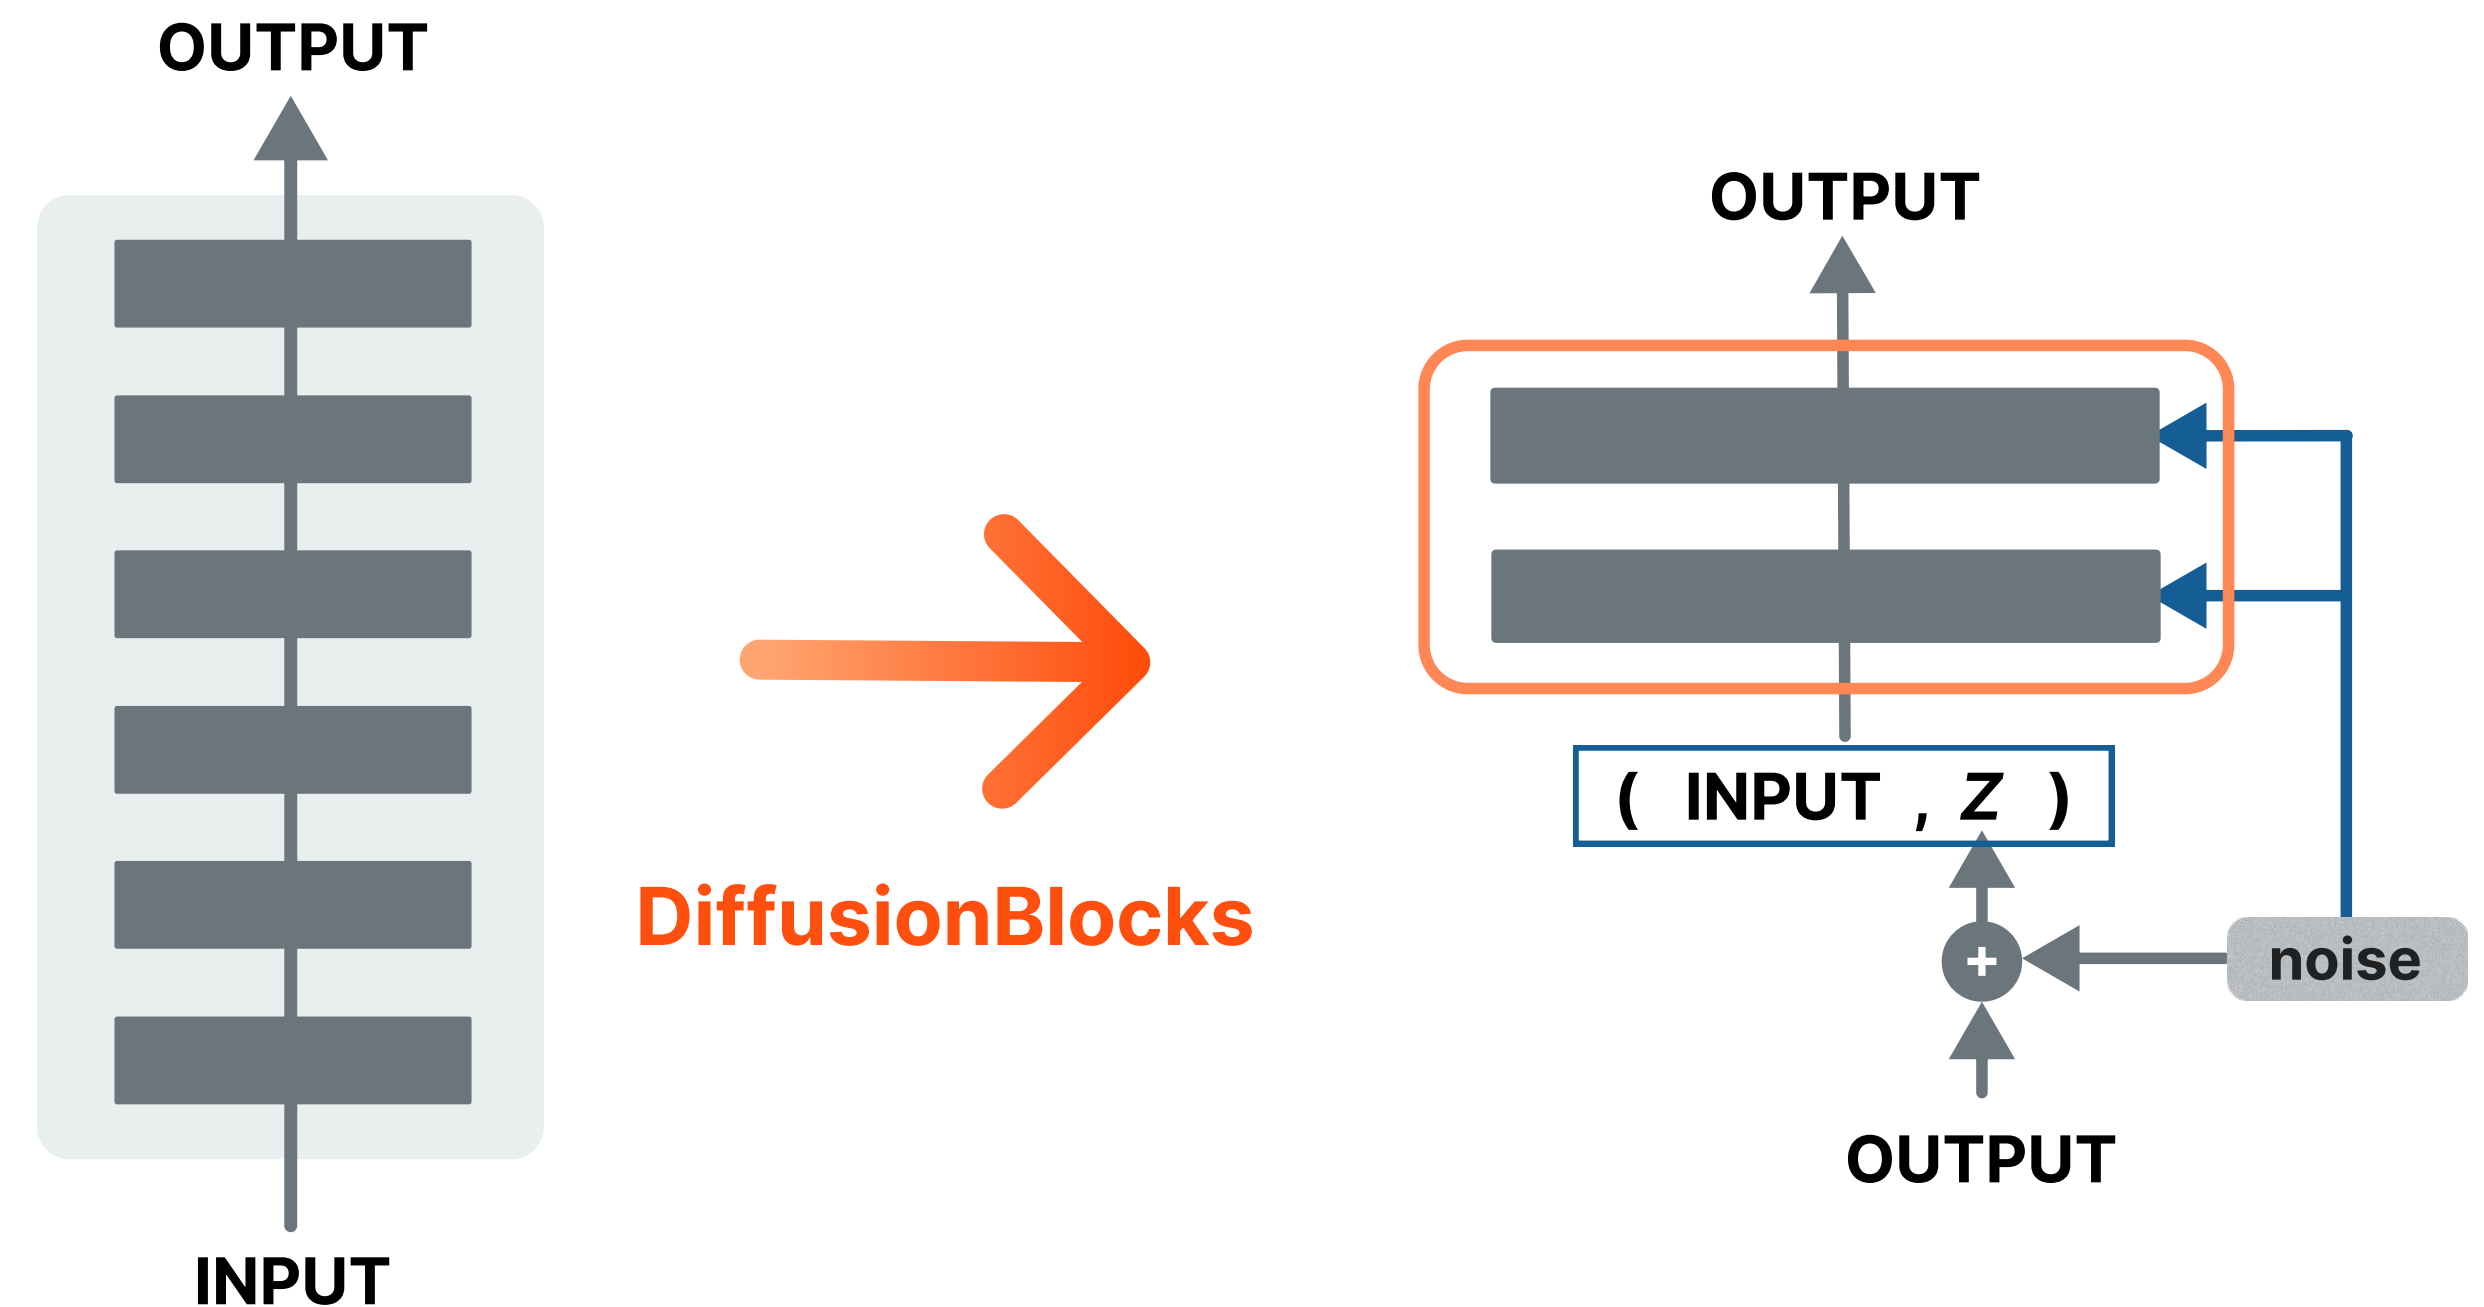 OUTPUT
INPUT
DiffusionBlocks
OUTPUT
( INPUT , Z )
+
noise
OUTPUT